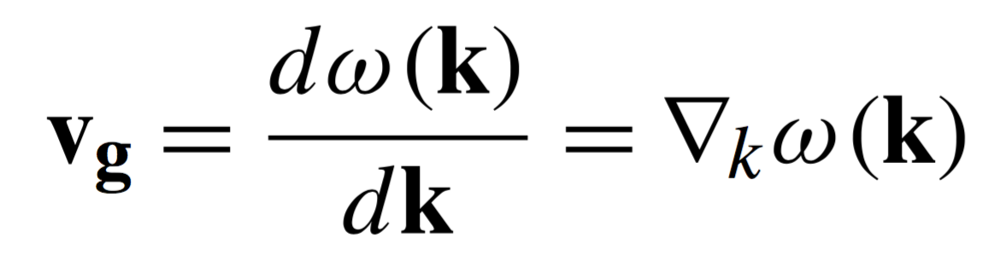 𝐯_𝐠 = dω(𝐤)/d𝐤 = ∇_k ω(𝐤)